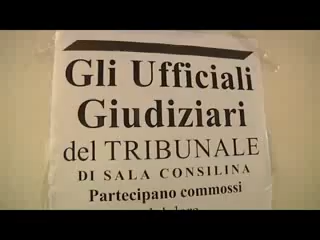 Gli Ufficiali
Giudiziari
del TRIBUNALE
DI SALA CONSILINA
Partecipano commossi